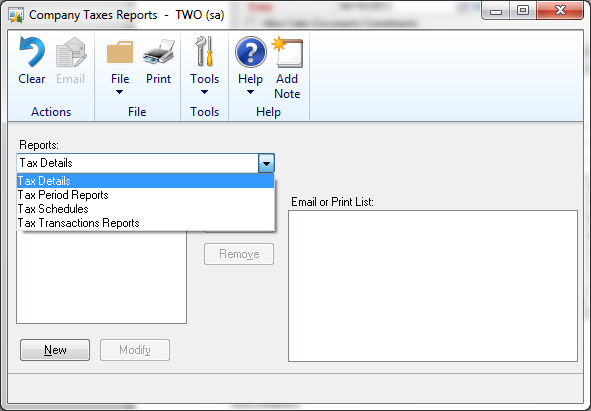 Company Taxes Reports - TWO (sa)
Clear Email File Print Tools Help Add Note
Actions File Tools Help
Reports:
Tax Details
Tax Details
Tax Period Reports
Tax Schedules
Tax Transactions Reports
Email or Print List:
Remove
New Modify